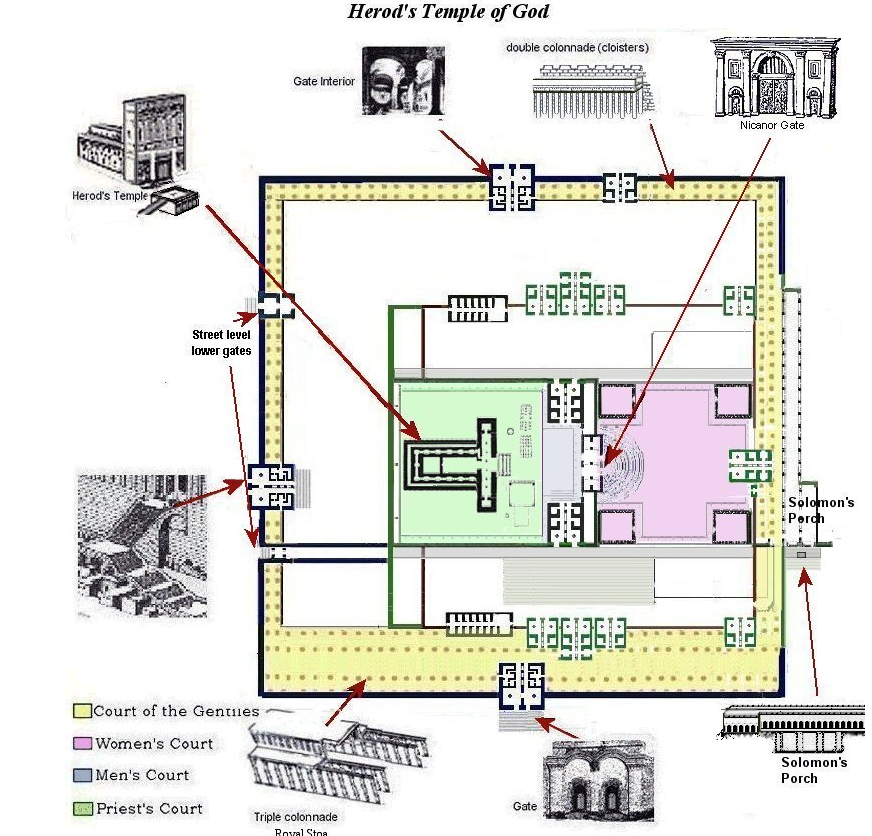 Herod's Temple of God
double colonnade (cloisters)
Gate Interior
Nicanor Gate
Herod's Temple
Street level
lower gates
Solomon's
Porch
Court of the Gentiles
Women's Court
Men's Court
Priest's Court
Triple colonnade
Royal Stoa
Gate
Solomon's
Porch